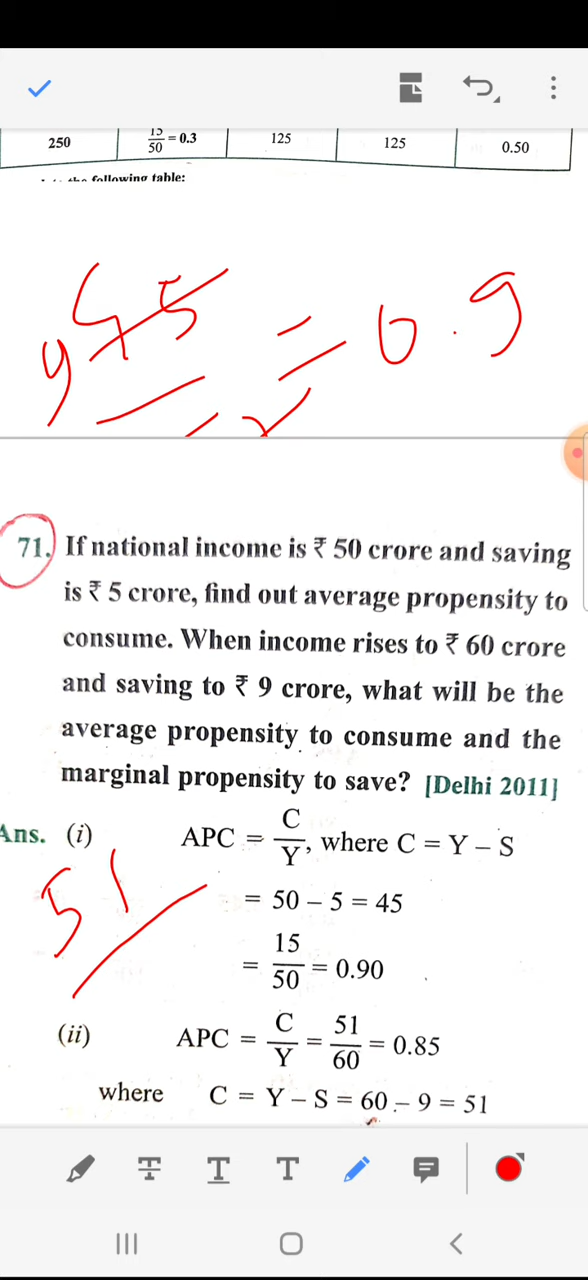 250 15/50 = 0.3 125 125 0.50
the following table:
9 45 = 0.9
71. If national income is ₹ 50 crore and saving
is ₹ 5 crore, find out average propensity to
consume. When income rises to ₹ 60 crore
and saving to ₹ 9 crore, what will be the
average propensity to consume and the
marginal propensity to save? [Delhi 2011]
Ans. (i) APC = C/Y, where C = Y – S
51
= 50 – 5 = 45
= 15/50 = 0.90
(ii) APC = C/Y = 51/60 = 0.85
where C = Y – S = 60 – 9 = 51
T T T